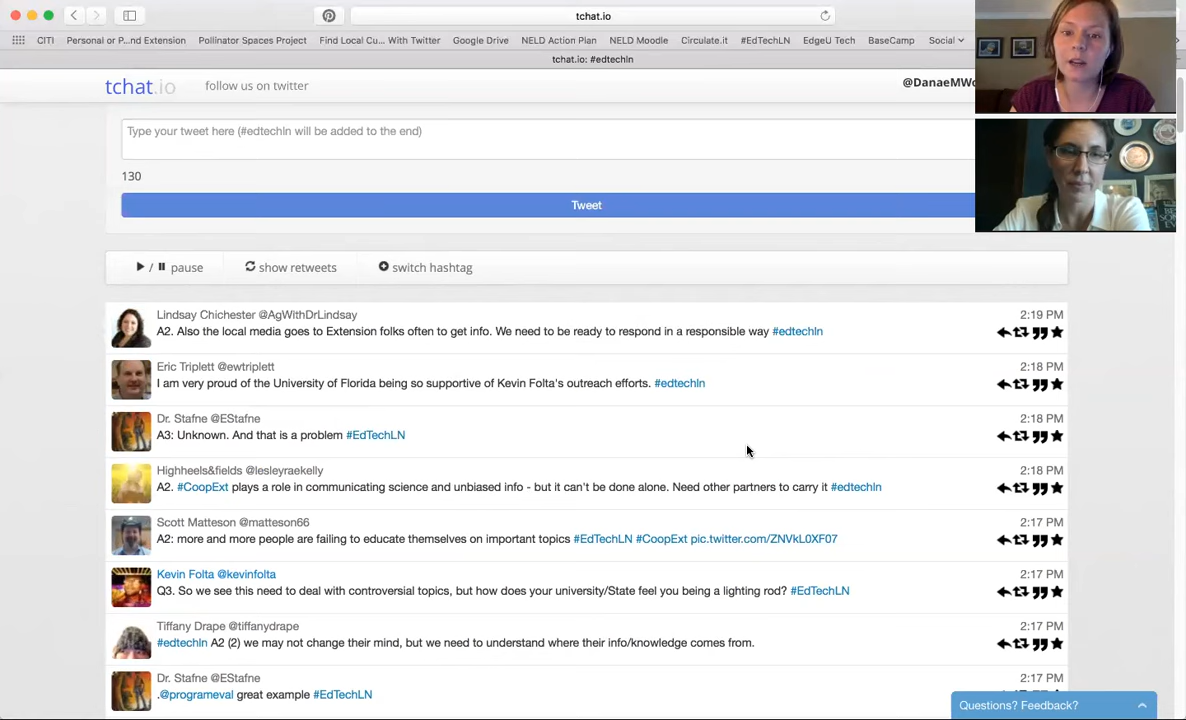 tchat.io
CITI Personal or P...nd Extension Pollinator Spaces Project Find Local Cu... With Twitter Google Drive NELD Action Plan NELD Moodle Circulate.it #EdTechLN EdgeU Tech BaseCamp Social
tchat.io: #edtechln
tchat.io follow us on twitter @DanaeMWo
Type your tweet here (#edtechln will be added to the end)
130
Tweet
/ pause show retweets switch hashtag
Lindsay Chichester @AgWithDrLindsay 2:19 PM
A2. Also the local media goes to Extension folks often to get info. We need to be ready to respond in a responsible way #edtechln
Eric Triplett @ewtriplett 2:18 PM
I am very proud of the University of Florida being so supportive of Kevin Folta's outreach efforts. #edtechln
Dr. Stafne @EStafne 2:18 PM
A3: Unknown. And that is a problem #EdTechLN
Highheels&fields @lesleyraekelly 2:18 PM
A2. #CoopExt plays a role in communicating science and unbiased info - but it can't be done alone. Need other partners to carry it #edtechln
Scott Matteson @matteson66 2:17 PM
A2: more and more people are failing to educate themselves on important topics #EdTechLN #CoopExt pic.twitter.com/ZNVkL0XF07
Kevin Folta @kevinfolta 2:17 PM
Q3. So we see this need to deal with controversial topics, but how does your university/State feel you being a lighting rod? #EdTechLN
Tiffany Drape @tiffanydrape 2:17 PM
#edtechln A2 (2) we may not change their mind, but we need to understand where their info/knowledge comes from.
Dr. Stafne @EStafne 2:17 PM
.@programeval great example #EdTechLN
Questions? Feedback?